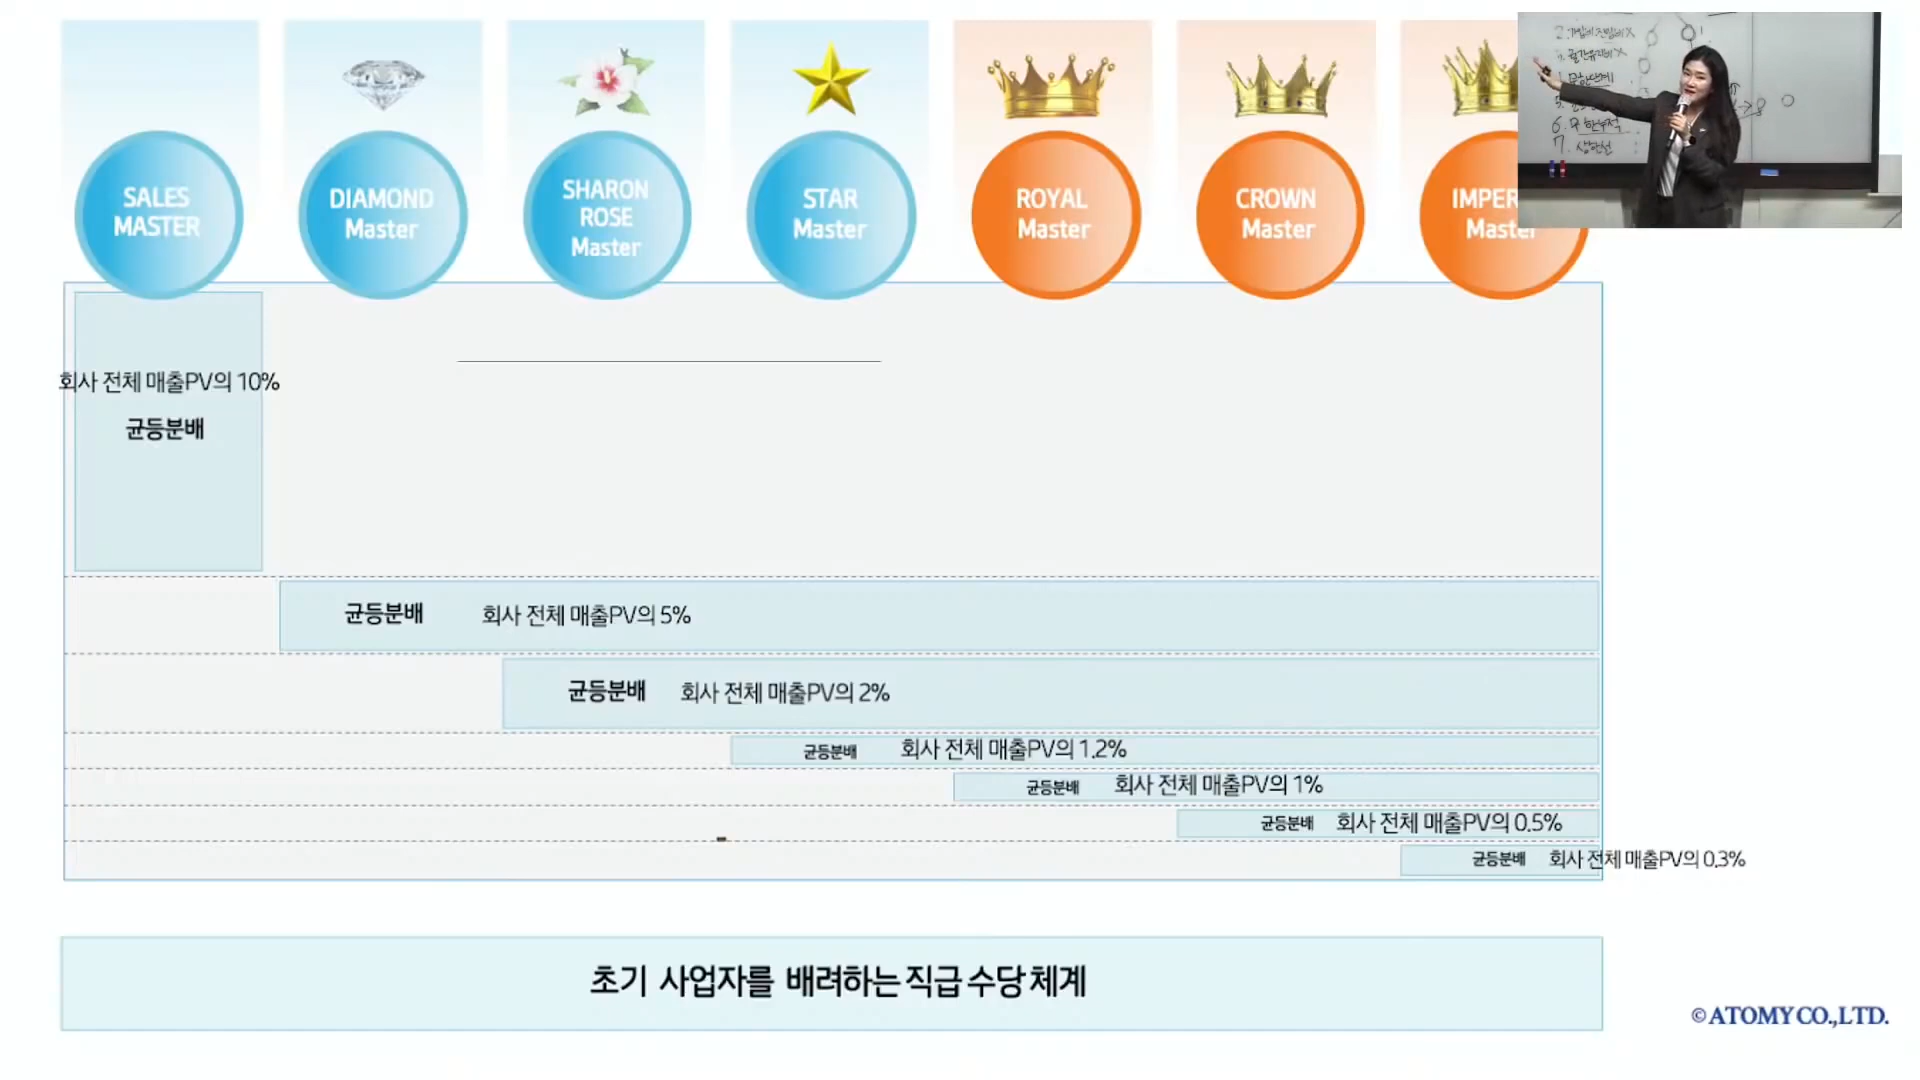 SALES
MASTER
DIAMOND
Master
SHARON
ROSE
Master
STAR
Master
ROYAL
Master
CROWN
Master
IMPER
Master
회사 전체 매출PV의 10%
균등분배
균등분배 회사 전체 매출PV의 5%
균등분배 회사 전체 매출PV의 2%
균등분배 회사 전체 매출PV의 1.2%
균등분배 회사 전체 매출PV의 1%
균등분배 회사 전체 매출PV의 0.5%
균등분배 회사 전체 매출PV의 0.3%
초기 사업자를 배려하는 직급 수당 체계
© ATOMY CO.,LTD.
6. 무한누적
7.